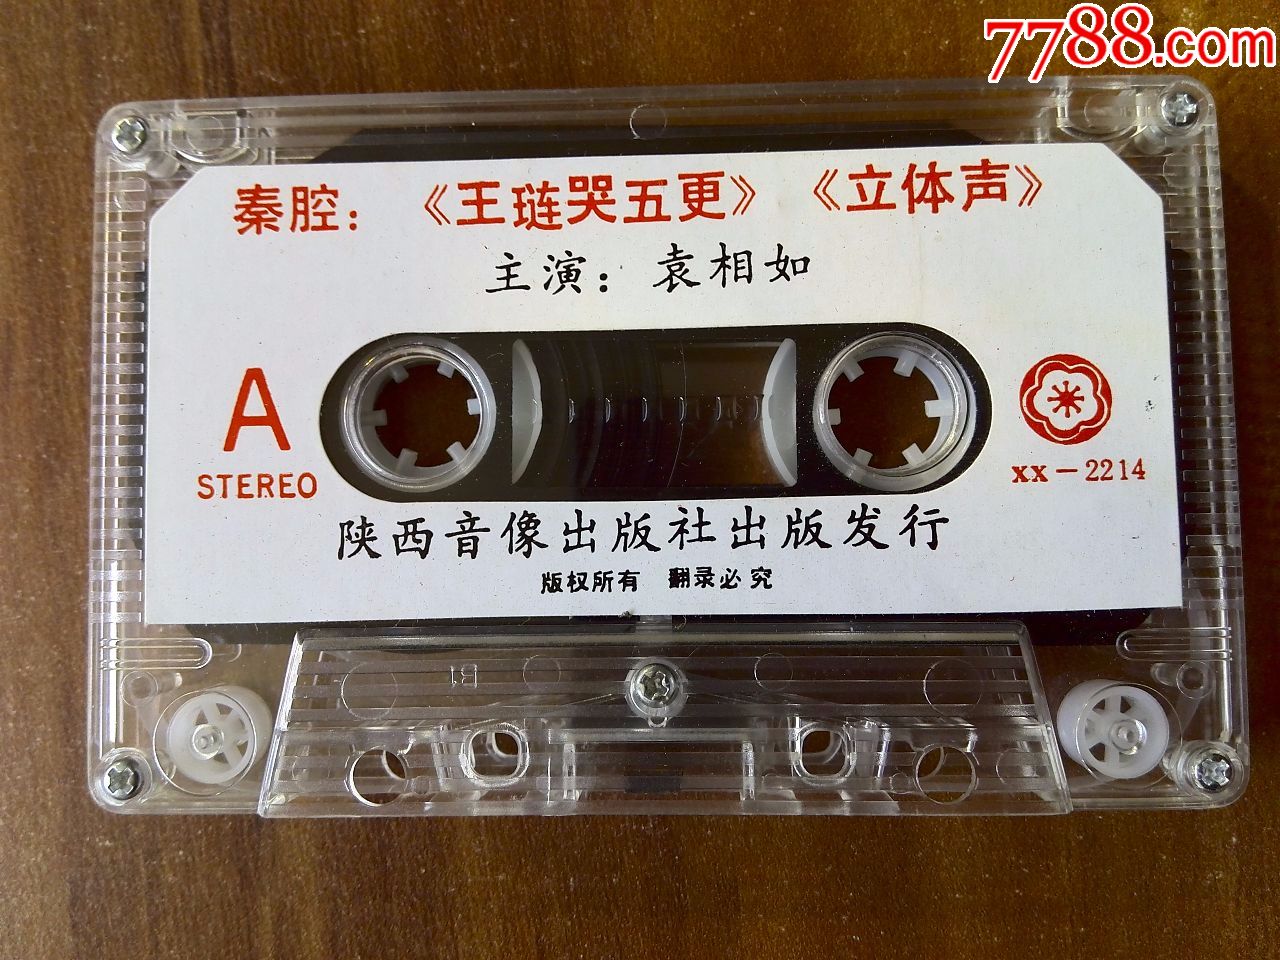 7788.com
秦腔：《王琏哭五更》《立体声》
主演：袁相如
A
STEREO
XX-2214
陕西音像出版社出版发行
版权所有 翻录必究